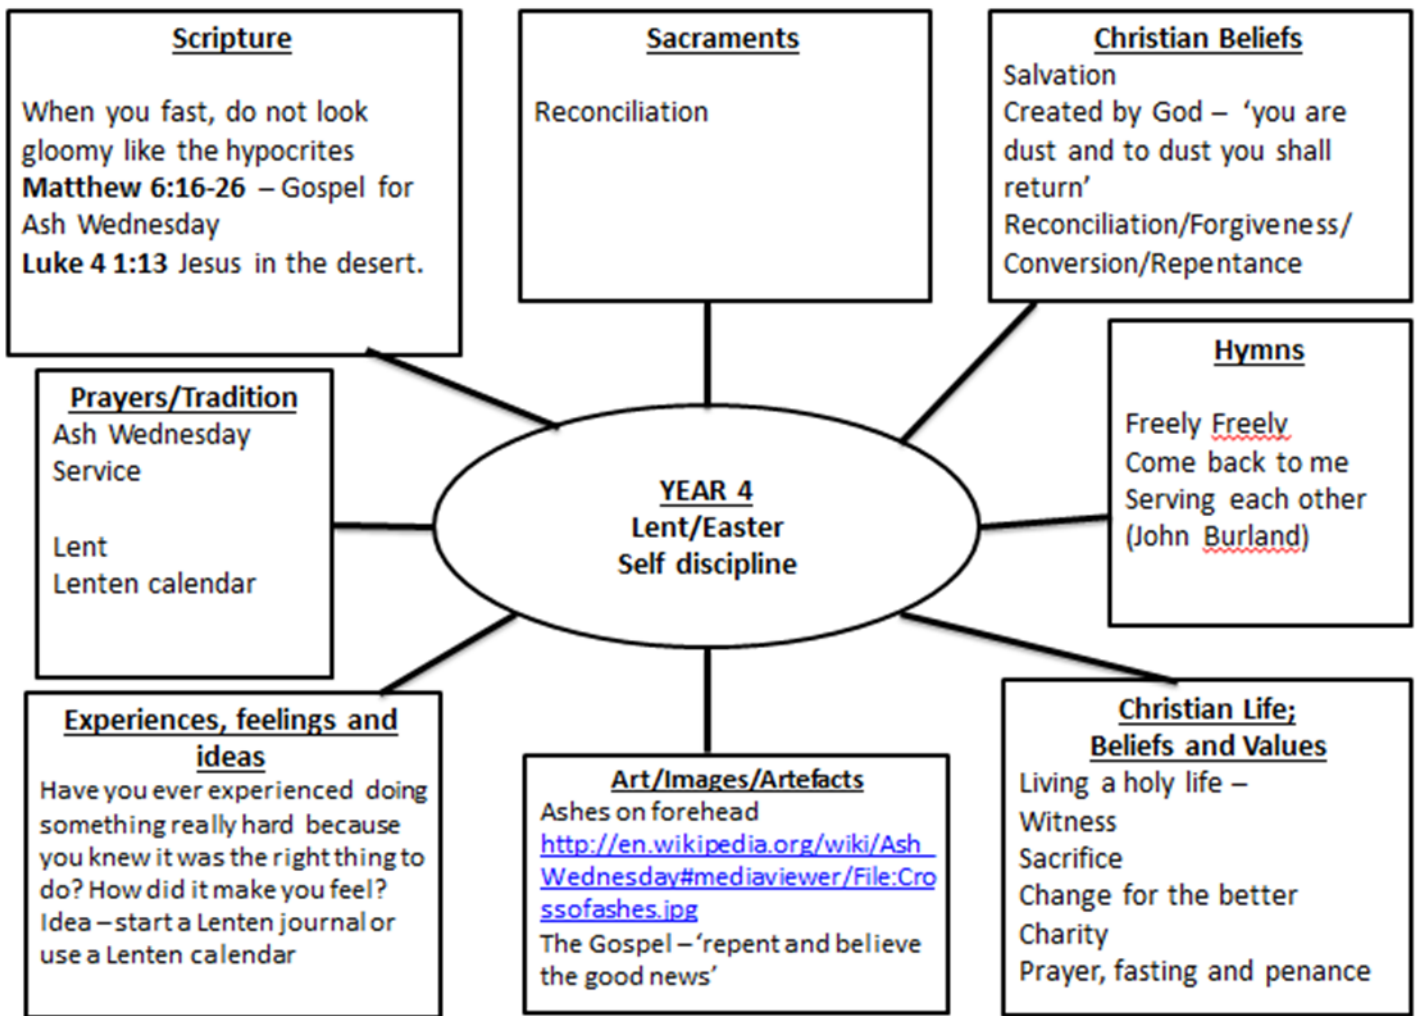 Scripture
When you fast, do not look
gloomy like the hypocrites
Matthew 6:16-26 – Gospel for
Ash Wednesday
Luke 4 1:13 Jesus in the desert.
Sacraments
Reconciliation
Christian Beliefs
Salvation
Created by God – ‘you are
dust and to dust you shall
return’
Reconciliation/Forgiveness/
Conversion/Repentance
Prayers/Tradition
Ash Wednesday
Service
Lent
Lenten calendar
YEAR 4
Lent/Easter
Self discipline
Hymns
Freely Freelv
Come back to me
Serving each other
(John Burland)
Experiences, feelings and
ideas
Have you ever experienced doing
something really hard because
you knew it was the right thing to
do? How did it make you feel?
Idea – start a Lenten journal or
use a Lenten calendar
Art/Images/Artefacts
Ashes on forehead
http://en.wikipedia.org/wiki/Ash_
Wednesday#mediaviewer/File:Cro
ssofashes.jpg
The Gospel – ‘repent and believe
the good news’
Christian Life;
Beliefs and Values
Living a holy life –
Witness
Sacrifice
Change for the better
Charity
Prayer, fasting and penance